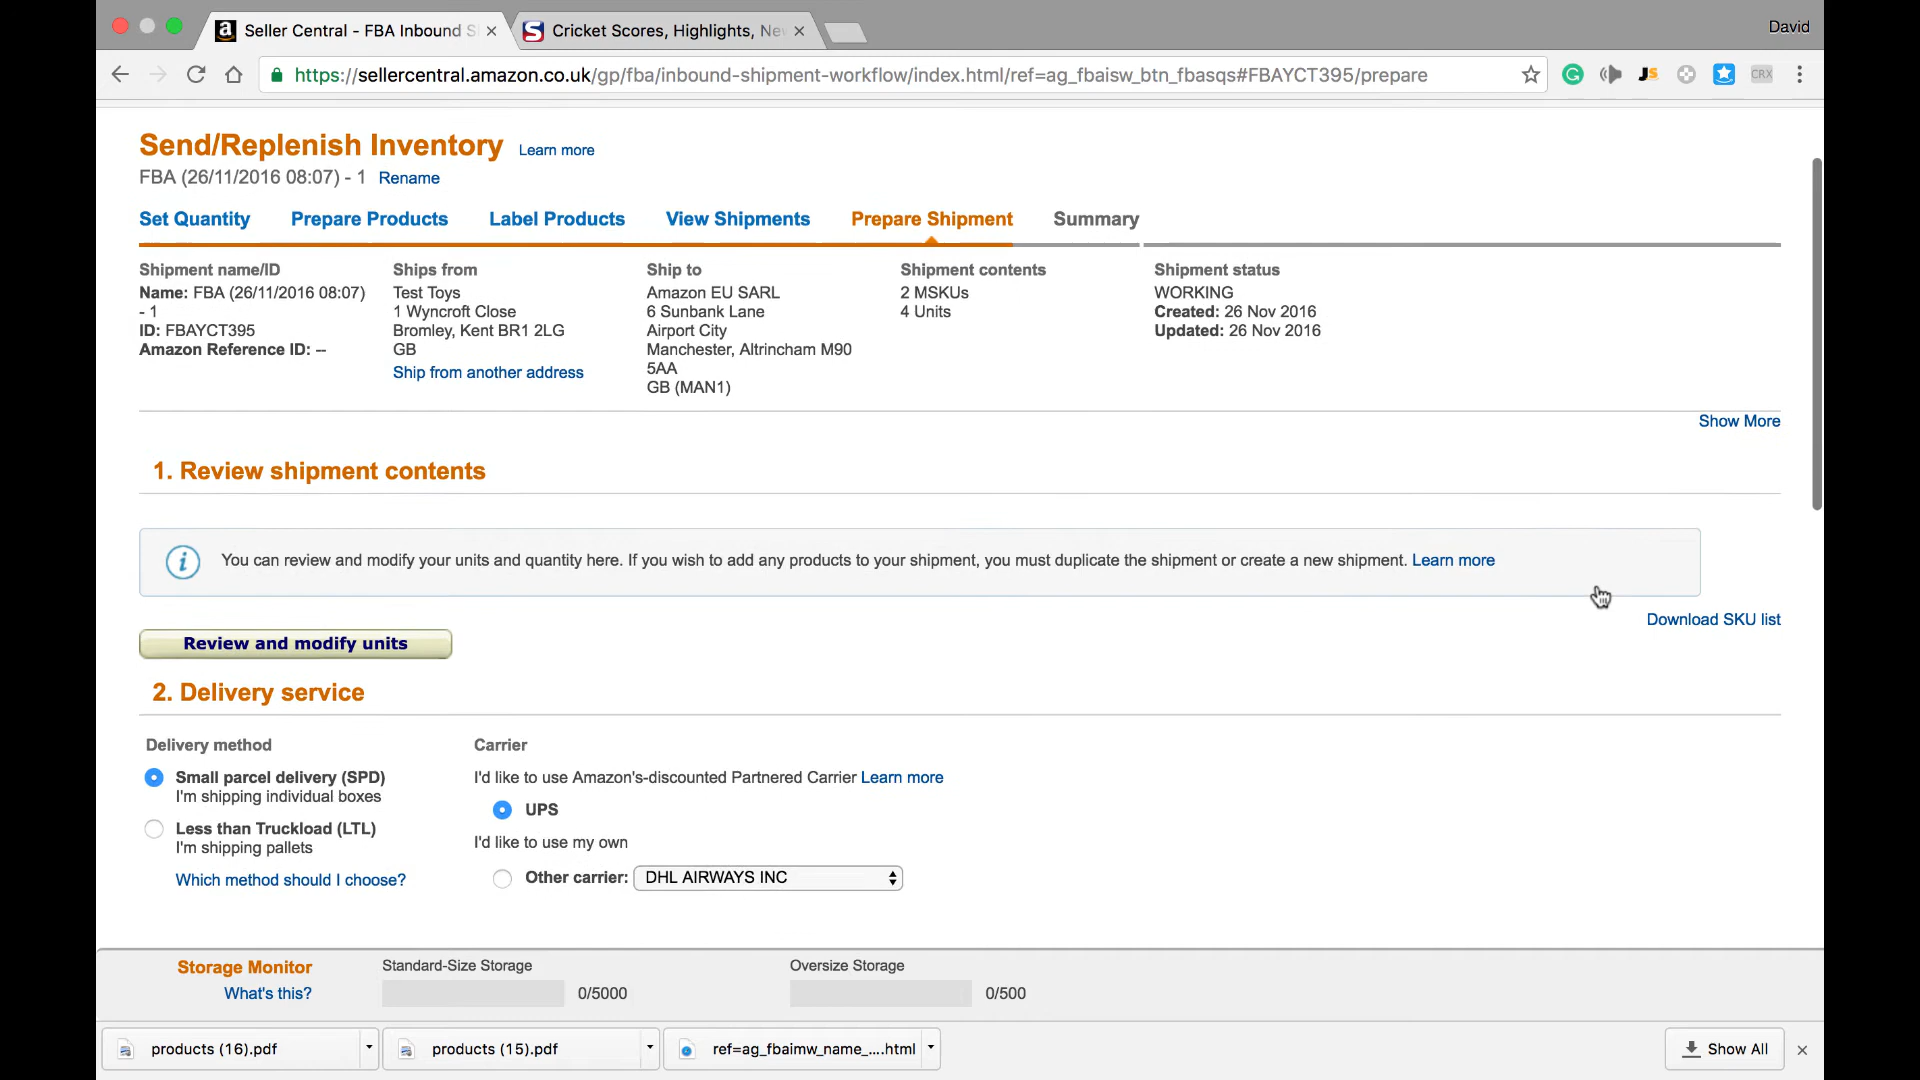 Seller Central - FBA Inbound S
Cricket Scores, Highlights, Ne
David
https://sellercentral.amazon.co.uk/gp/fba/inbound-shipment-workflow/index.html/ref=ag_fbaisw_btn_fbasqs#FBAYCT395/prepare
JS
CRX
Send/Replenish Inventory Learn more
FBA (26/11/2016 08:07) - 1 Rename
Set Quantity Prepare Products Label Products View Shipments Prepare Shipment Summary
Shipment name/ID
Name: FBA (26/11/2016 08:07)
- 1
ID: FBAYCT395
Amazon Reference ID: --
Ships from
Test Toys
1 Wyncroft Close
Bromley, Kent BR1 2LG
GB
Ship from another address
Ship to
Amazon EU SARL
6 Sunbank Lane
Airport City
Manchester, Altrincham M90
5AA
GB (MAN1)
Shipment contents
2 MSKUs
4 Units
Shipment status
WORKING
Created: 26 Nov 2016
Updated: 26 Nov 2016
Show More
1. Review shipment contents
You can review and modify your units and quantity here. If you wish to add any products to your shipment, you must duplicate the shipment or create a new shipment. Learn more
Download SKU list
Review and modify units
2. Delivery service
Delivery method
Small parcel delivery (SPD)
I'm shipping individual boxes
Less than Truckload (LTL)
I'm shipping pallets
Which method should I choose?
Carrier
I'd like to use Amazon's-discounted Partnered Carrier Learn more
UPS
I'd like to use my own
Other carrier: DHL AIRWAYS INC
Storage Monitor
What's this?
Standard-Size Storage
0/5000
Oversize Storage
0/500
products (16).pdf
products (15).pdf
ref=ag_fbaimw_name_....html
Show All